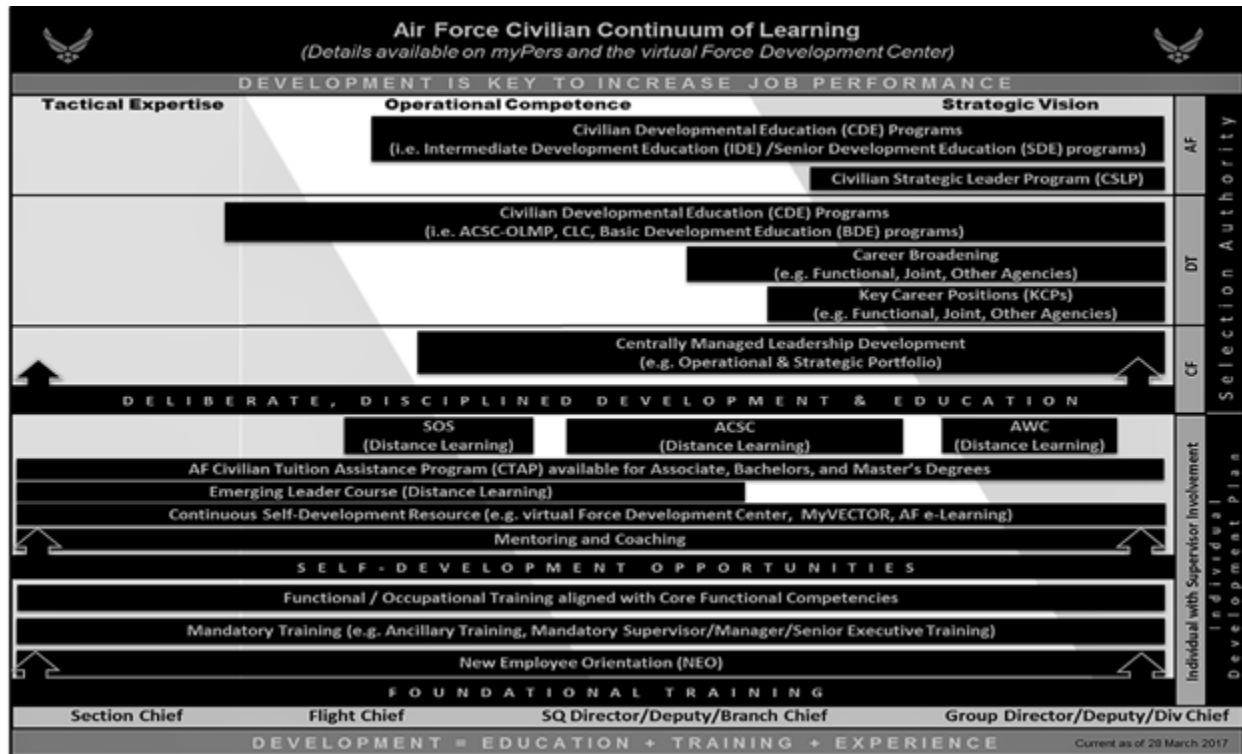 Air Force Civilian Continuum of Learning
(Details available on myPers and the virtual Force Development Center)
DEVELOPMENT IS KEY TO INCREASE JOB PERFORMANCE
Tactical Expertise
Operational Competence
Strategic Vision
Civilian Developmental Education (CDE) Programs
(i.e. Intermediate Development Education (IDE) /Senior Development Education (SDE) programs)
Civilian Strategic Leader Program (CSLP)
AF
Civilian Developmental Education (CDE) Programs
(i.e. ACSC-OLMP, CLC, Basic Development Education (BDE) programs)
Career Broadening
(e.g. Functional, Joint, Other Agencies)
Key Career Positions (KCPs)
(e.g. Functional, Joint, Other Agencies)
DT
Centrally Managed Leadership Development
(e.g. Operational & Strategic Portfolio)
CF
Selection Authority
DELIBERATE, DISCIPLINED DEVELOPMENT & EDUCATION
SOS
(Distance Learning)
ACSC
(Distance Learning)
AWC
(Distance Learning)
AF Civilian Tuition Assistance Program (CTAP) available for Associate, Bachelors, and Master's Degrees
Emerging Leader Course (Distance Learning)
Continuous Self-Development Resource (e.g. virtual Force Development Center, MyVECTOR, AF e-Learning)
Mentoring and Coaching
SELF-DEVELOPMENT OPPORTUNITIES
Functional / Occupational Training aligned with Core Functional Competencies
Mandatory Training (e.g. Ancillary Training, Mandatory Supervisor/Manager/Senior Executive Training)
New Employee Orientation (NEO)
FOUNDATIONAL TRAINING
Individual with Supervisor Involvement
Individual
Development Plan
Section Chief
Flight Chief
SQ Director/Deputy/Branch Chief
Group Director/Deputy/Div Chief
DEVELOPMENT = EDUCATION + TRAINING + EXPERIENCE
Current as of 28 March 2017